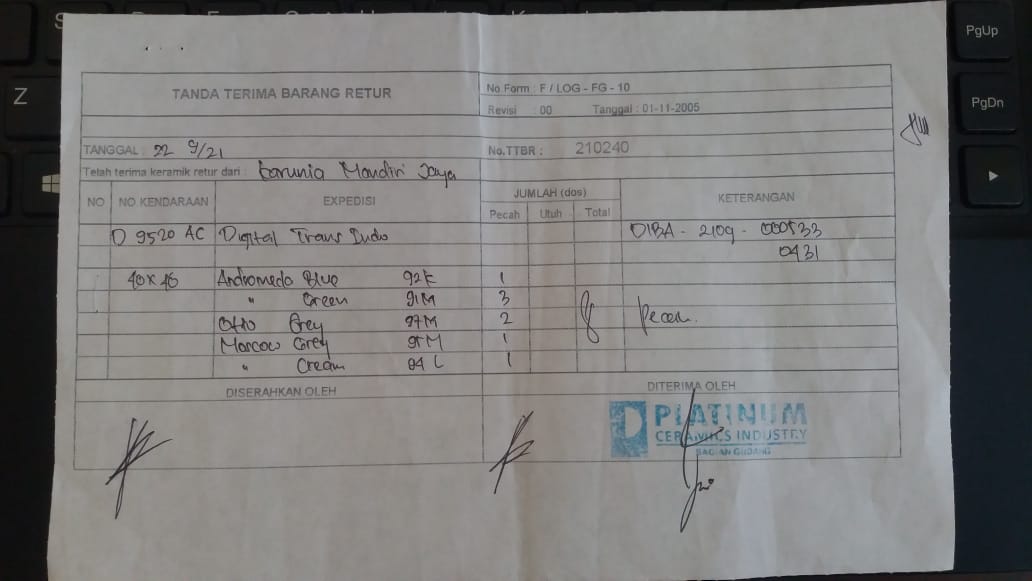 TANDA TERIMA BARANG RETUR
No.Form : F / LOG - FG - 10
Revisi : 00 Tanggal : 01-11-2005
TANGGAL : 22 9/21
No.TTBR : 210240
Telah terima keramik retur dari : Mandiri Jaya
NO NO KENDARAAN EXPEDISI JUMLAH (dos) KETERANGAN
Pecah Utuh Total
D 9520 AC Digital Trans Indo DIBA - 2109 - 000533
0431
40x40 Andromeda Blue 92K 1
" Green 91M 3
Otto Grey 97M 2 8 Pecah.
Moscow Grey 95M 1
" Cream 94 L 1
DISERAHKAN OLEH DITERIMA OLEH
PLATINUM
CERAMICS INDUSTRY
BAGIAN GUDANG
Z
PgUp
PgDn